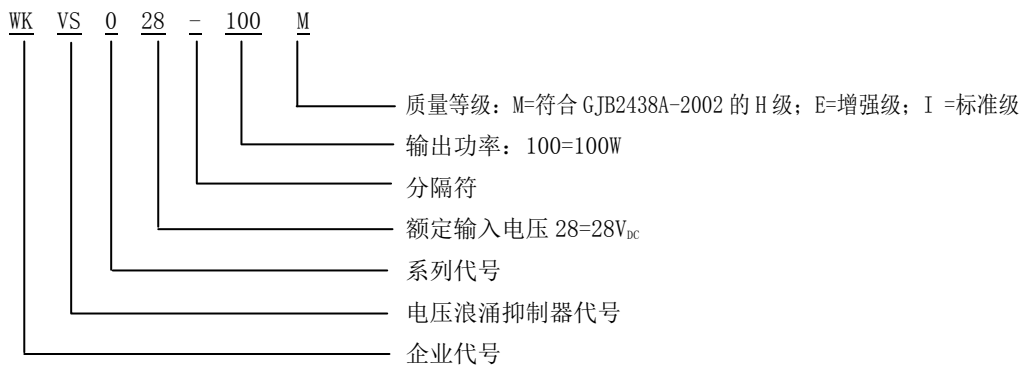 WK VS 0 28 - 100 M
质量等级：M=符合 GJB2438A-2002 的 H 级；E=增强级；I =标准级
输出功率：100=100W
分隔符
额定输入电压 28=28VDC
系列代号
电压浪涌抑制器代号
企业代号